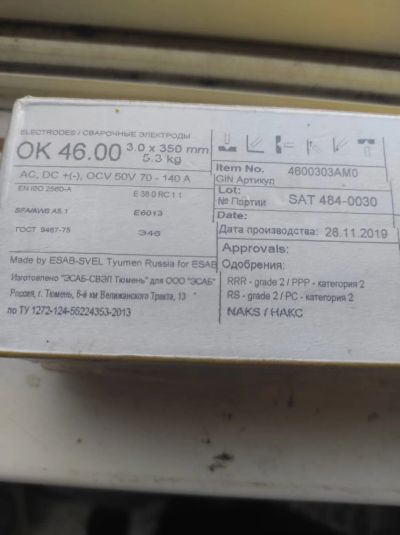 ELECTRODES / СВАРОЧНЫЕ ЭЛЕКТРОДЫ
OK 46.00 3.0 x 350 mm
5.3 kg
AC, DC +(-), OCV 50V 70 - 140 A
EN ISO 2560-A E 38 0 RC 1 1
SFA/AWS A5.1 E6013
ГОСТ 9467-75 Э46
Made by ESAB-SVEL Tyumen Russia for ESAB
Изготовлено "ЭСАБ-СВЭЛ Тюмень" для ООО "ЭСАБ"
Россия, г. Тюмень, 6-й км Велижанского Тракта, 13
по ТУ 1272-124-55224353-2013
Item No. 4600303AM0
GIN Артикул
Lot:
№ Партии SAT 484-0030
Date:
Дата производства: 28.11.2019
Approvals:
Одобрения:
RRR - grade 2 / РРР - категория 2
RS - grade 2 / РС - категория 2
NAKS / НАКС